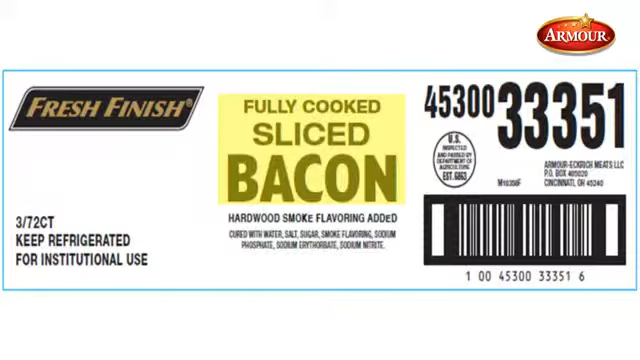 ARMOUR
FRESH FINISH®
FULLY COOKED
SLICED
BACON
HARDWOOD SMOKE FLAVORING ADDED
CURED WITH WATER, SALT, SUGAR, SMOKE FLAVORING, SODIUM
PHOSPHATE, SODIUM ERYTHORBATE, SODIUM NITRITE.
3/72CT
KEEP REFRIGERATED
FOR INSTITUTIONAL USE
45300 33351
U.S.
INSPECTED
AND PASSED BY
DEPARTMENT OF
AGRICULTURE
EST. 6863
ARMOUR-ECKRICH MEATS LLC
P.O. BOX 405020
M10358F CINCINNATI, OH 45240
1 00 45300 33351 6